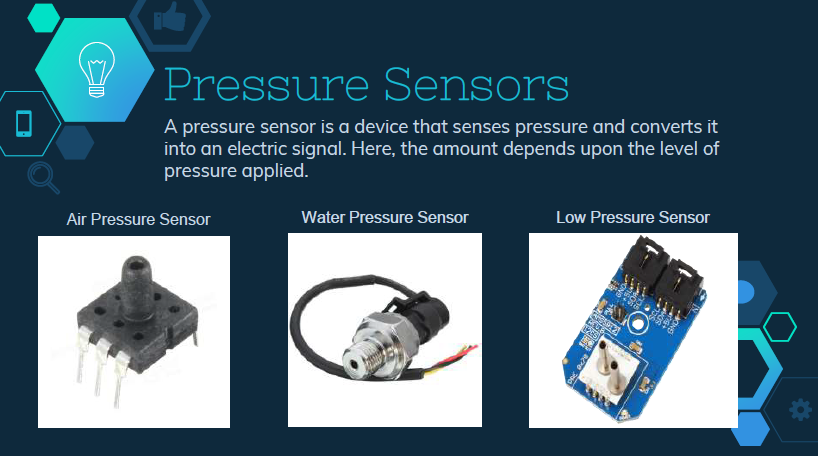 Pressure Sensors
A pressure sensor is a device that senses pressure and converts it
into an electric signal. Here, the amount depends upon the level of
pressure applied.
Air Pressure Sensor
Water Pressure Sensor
Low Pressure Sensor